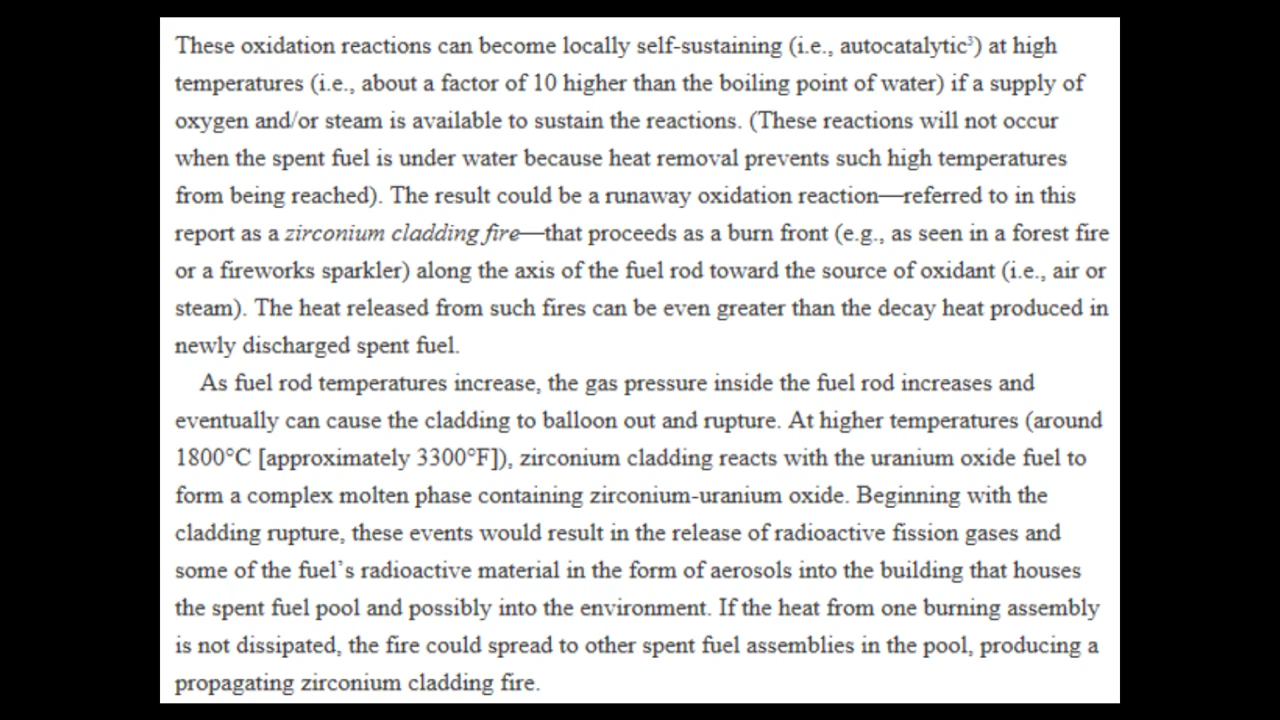 These oxidation reactions can become locally self-sustaining (i.e., autocatalytic³) at high
temperatures (i.e., about a factor of 10 higher than the boiling point of water) if a supply of
oxygen and/or steam is available to sustain the reactions. (These reactions will not occur
when the spent fuel is under water because heat removal prevents such high temperatures
from being reached). The result could be a runaway oxidation reaction—referred to in this
report as a zirconium cladding fire—that proceeds as a burn front (e.g., as seen in a forest fire
or a fireworks sparkler) along the axis of the fuel rod toward the source of oxidant (i.e., air or
steam). The heat released from such fires can be even greater than the decay heat produced in
newly discharged spent fuel.
As fuel rod temperatures increase, the gas pressure inside the fuel rod increases and
eventually can cause the cladding to balloon out and rupture. At higher temperatures (around
1800°C [approximately 3300°F]), zirconium cladding reacts with the uranium oxide fuel to
form a complex molten phase containing zirconium-uranium oxide. Beginning with the
cladding rupture, these events would result in the release of radioactive fission gases and
some of the fuel's radioactive material in the form of aerosols into the building that houses
the spent fuel pool and possibly into the environment. If the heat from one burning assembly
is not dissipated, the fire could spread to other spent fuel assemblies in the pool, producing a
propagating zirconium cladding fire.